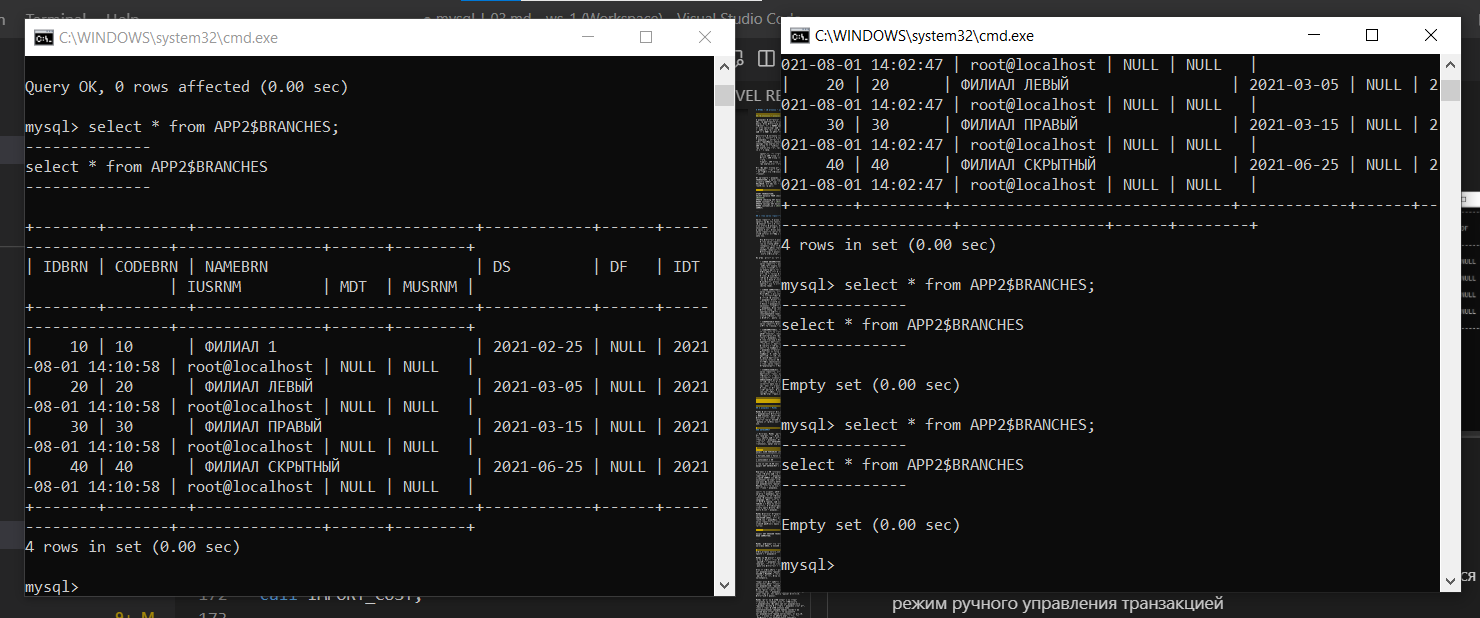 Terminal Help
mysql_l_03.md - ws-1 (Workspace) - Visual Studio Code
C:\WINDOWS\system32\cmd.exe
Query OK, 0 rows affected (0.00 sec)
mysql> select * from APP2$BRANCHES;
--------------
select * from APP2$BRANCHES
--------------
+-------+---------+-------------------------------+------------+------+-----
----------------+----------------+------+--------+
| IDBRN | CODEBRN | NAMEBRN | DS | DF | IDT
| IUSRNM | MDT | MUSRNM |
+-------+---------+-------------------------------+------------+------+-----
----------------+----------------+------+--------+
| 10 | 10 | ФИЛИАЛ 1 | 2021-02-25 | NULL | 2021
-08-01 14:10:58 | root@localhost | NULL | NULL |
| 20 | 20 | ФИЛИАЛ ЛЕВЫЙ | 2021-03-05 | NULL | 2021
-08-01 14:10:58 | root@localhost | NULL | NULL |
| 30 | 30 | ФИЛИАЛ ПРАВЫЙ | 2021-03-15 | NULL | 2021
-08-01 14:10:58 | root@localhost | NULL | NULL |
| 40 | 40 | ФИЛИАЛ СКРЫТНЫЙ | 2021-06-25 | NULL | 2021
-08-01 14:10:58 | root@localhost | NULL | NULL |
+-------+---------+-------------------------------+------------+------+-----
----------------+----------------+------+--------+
4 rows in set (0.00 sec)
mysql>
C:\WINDOWS\system32\cmd.exe
021-08-01 14:02:47 | root@localhost | NULL | NULL |
| 20 | 20 | ФИЛИАЛ ЛЕВЫЙ | 2021-03-05 | NULL | 2
021-08-01 14:02:47 | root@localhost | NULL | NULL |
| 30 | 30 | ФИЛИАЛ ПРАВЫЙ | 2021-03-15 | NULL | 2
021-08-01 14:02:47 | root@localhost | NULL | NULL |
| 40 | 40 | ФИЛИАЛ СКРЫТНЫЙ | 2021-06-25 | NULL | 2
021-08-01 14:02:47 | root@localhost | NULL | NULL |
+-------+---------+-------------------------------+------------+------+--
-------------------+----------------+------+--------+
4 rows in set (0.00 sec)
mysql> select * from APP2$BRANCHES;
--------------
select * from APP2$BRANCHES
--------------
Empty set (0.00 sec)
mysql> select * from APP2$BRANCHES;
--------------
select * from APP2$BRANCHES
--------------
Empty set (0.00 sec)
mysql>
VEL RE
172 call IMPORT_COST;
9+, M
173
ся
режим ручного управления транзакцией